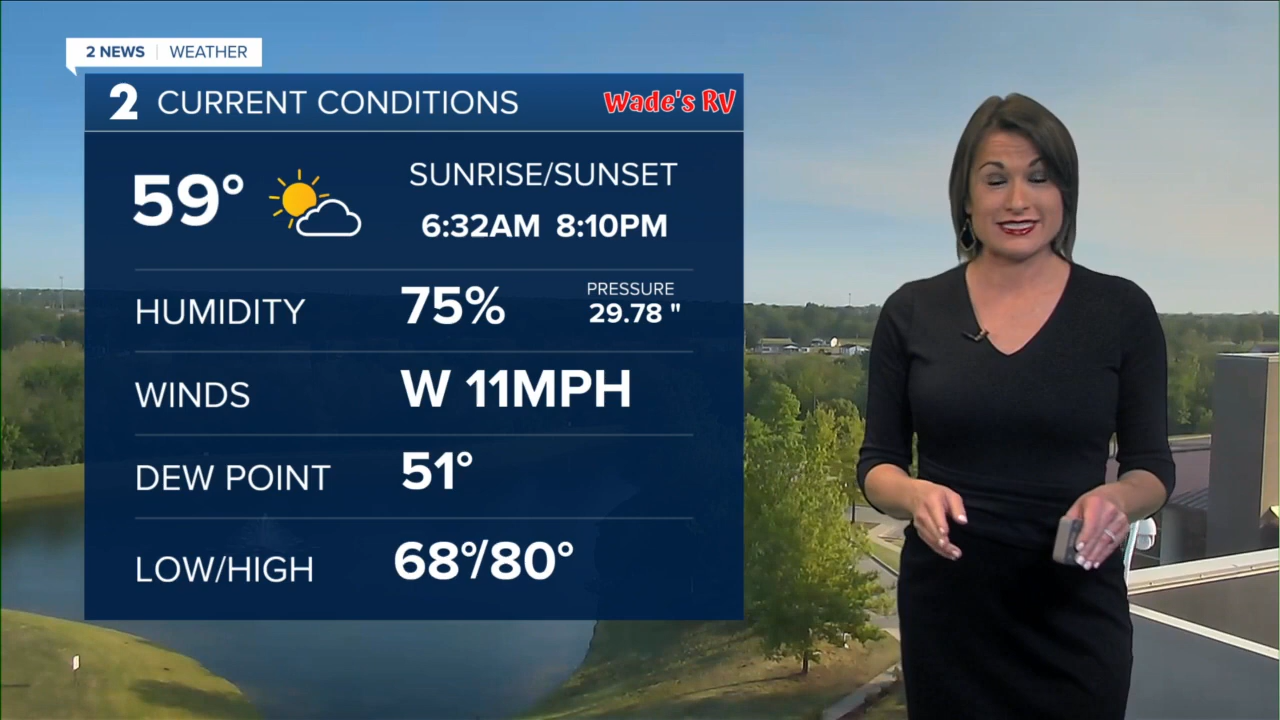 2 NEWS | WEATHER
2 CURRENT CONDITIONS Wade's RV
59° SUNRISE/SUNSET
6:32AM 8:10PM
HUMIDITY 75% PRESSURE
29.78 "
WINDS W 11MPH
DEW POINT 51°
LOW/HIGH 68°/80°